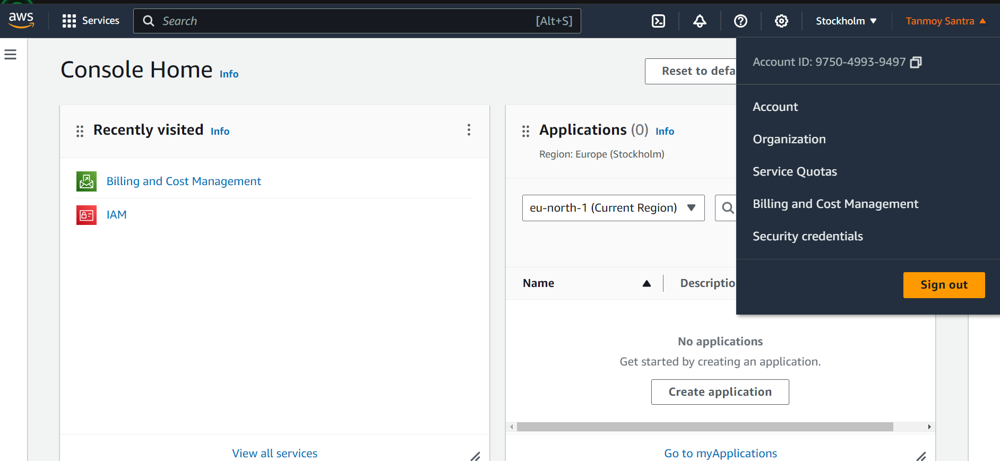 aws
Services
Search [Alt+S]
Stockholm
Tanmoy Santra
Console Home Info
Reset to defa
Account ID: 9750-4993-9497
Account
Organization
Service Quotas
Billing and Cost Management
Security credentials
Sign out
Recently visited Info
Billing and Cost Management
IAM
View all services
Applications (0) Info
Region: Europe (Stockholm)
eu-north-1 (Current Region)
Name
Descriptio
No applications
Get started by creating an application.
Create application
Go to myApplications